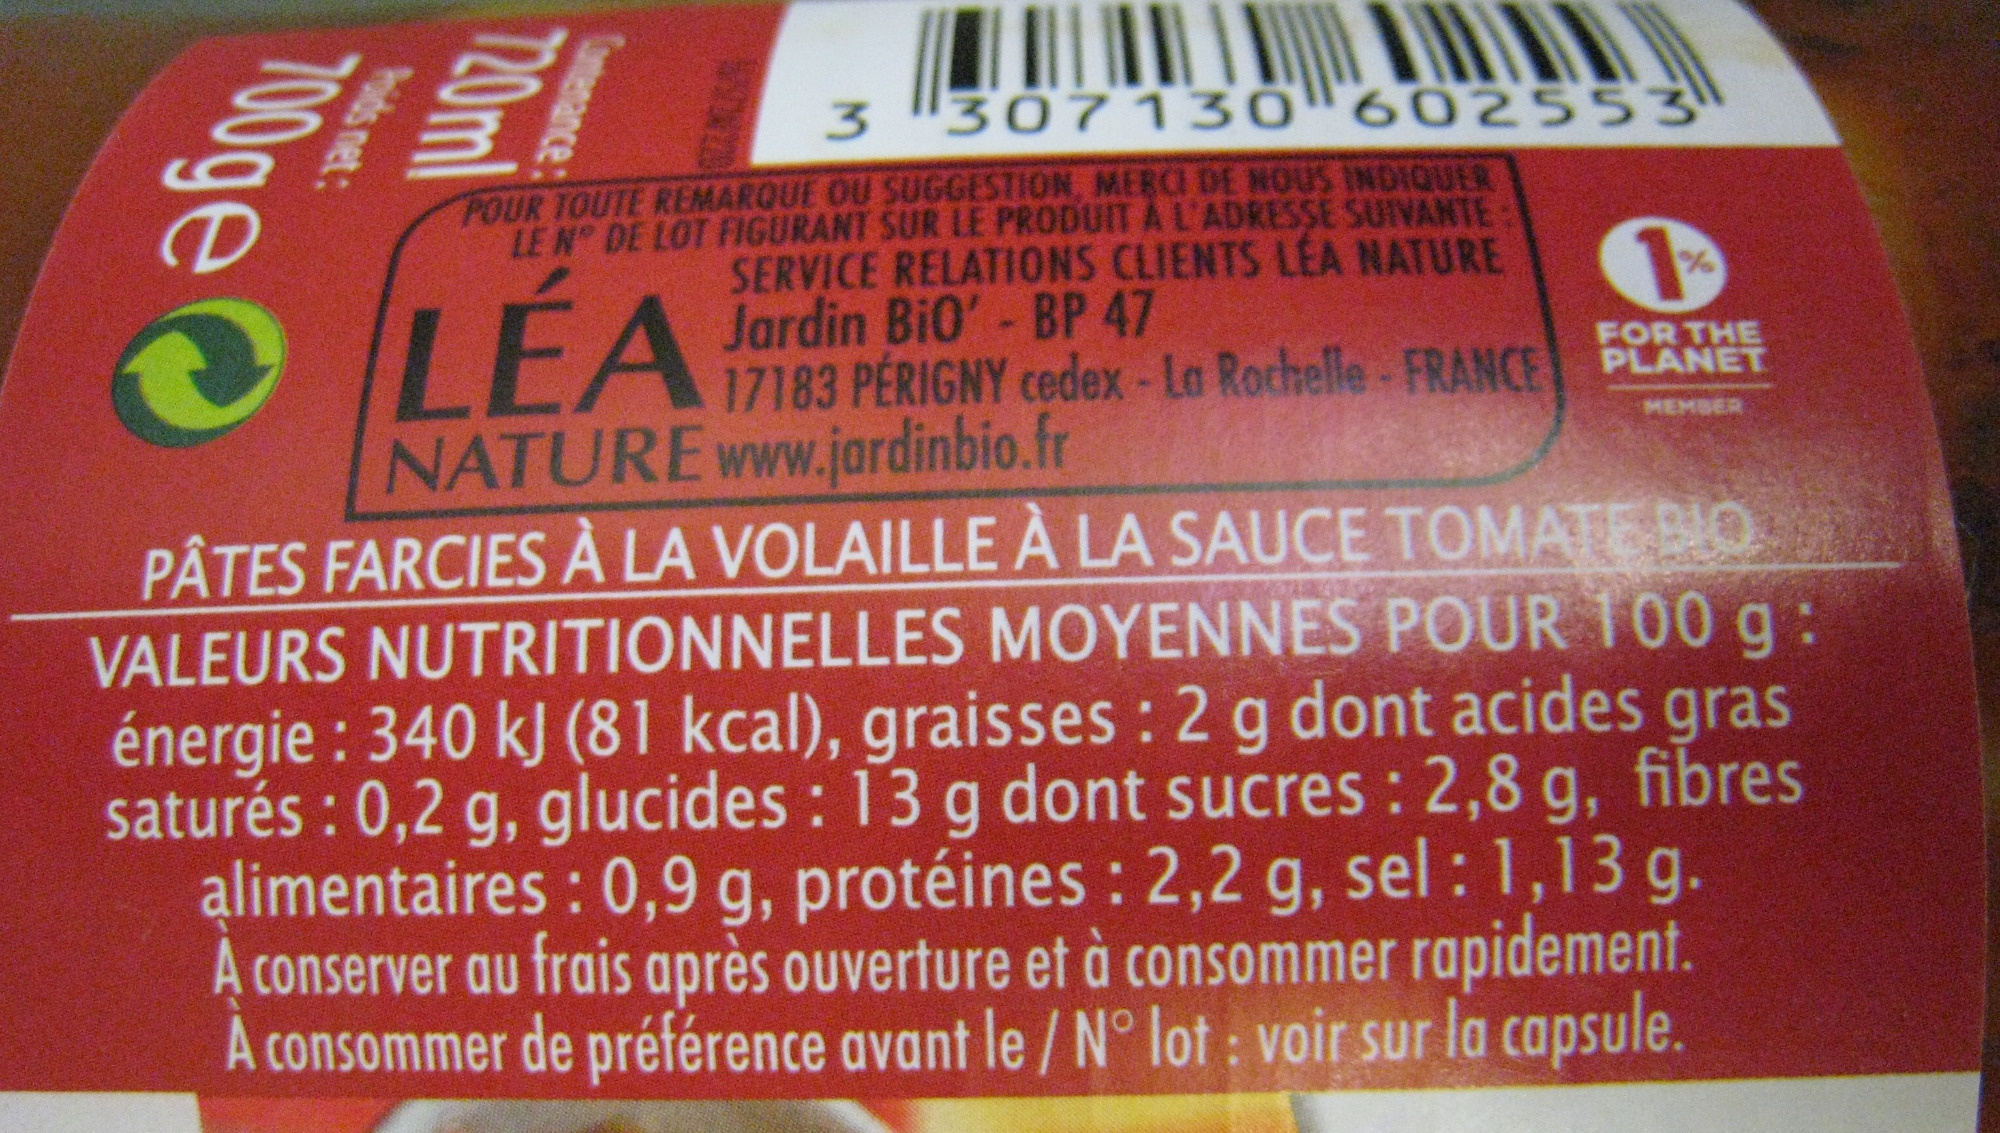 Contenance :
720 ml
Poids net :
700g e
3 307130 602553
POUR TOUTE REMARQUE OU SUGGESTION, MERCI DE NOUS INDIQUER
LE N° DE LOT FIGURANT SUR LE PRODUIT À L'ADRESSE SUIVANTE :
SERVICE RELATIONS CLIENTS LÉA NATURE
Jardin BiO' - BP 47
17183 PÉRIGNY cedex - La Rochelle - FRANCE
www.jardinbio.fr
LÉA
NATURE
1%
FOR THE
PLANET
MEMBER
PÂTES FARCIES À LA VOLAILLE À LA SAUCE TOMATE BIO
VALEURS NUTRITIONNELLES MOYENNES POUR 100 g :
énergie : 340 kJ (81 kcal), graisses : 2 g dont acides gras
saturés : 0,2 g, glucides : 13 g dont sucres : 2,8 g, fibres
alimentaires : 0,9 g, protéines : 2,2 g, sel : 1,13 g.
À conserver au frais après ouverture et à consommer rapidement.
À consommer de préférence avant le / N° lot : voir sur la capsule.